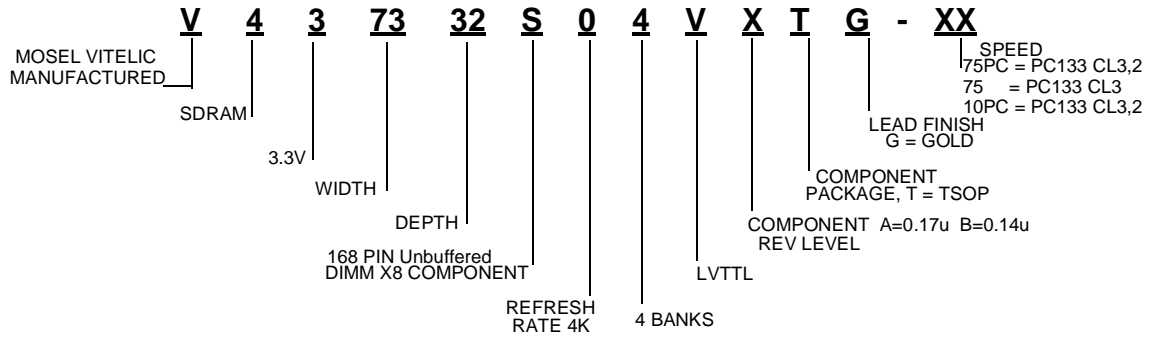 V 4 3 73 32 S 0 4 V X T G - XX
SPEED
MOSEL VITELIC
MANUFACTURED
75PC = PC133 CL3,2
75 = PC133 CL3
10PC = PC133 CL3,2
SDRAM
LEAD FINISH
G = GOLD
3.3V
COMPONENT
PACKAGE, T = TSOP
WIDTH
DEPTH
COMPONENT A=0.17u B=0.14u
REV LEVEL
168 PIN Unbuffered
DIMM X8 COMPONENT
LVTTL
REFRESH
RATE 4K
4 BANKS